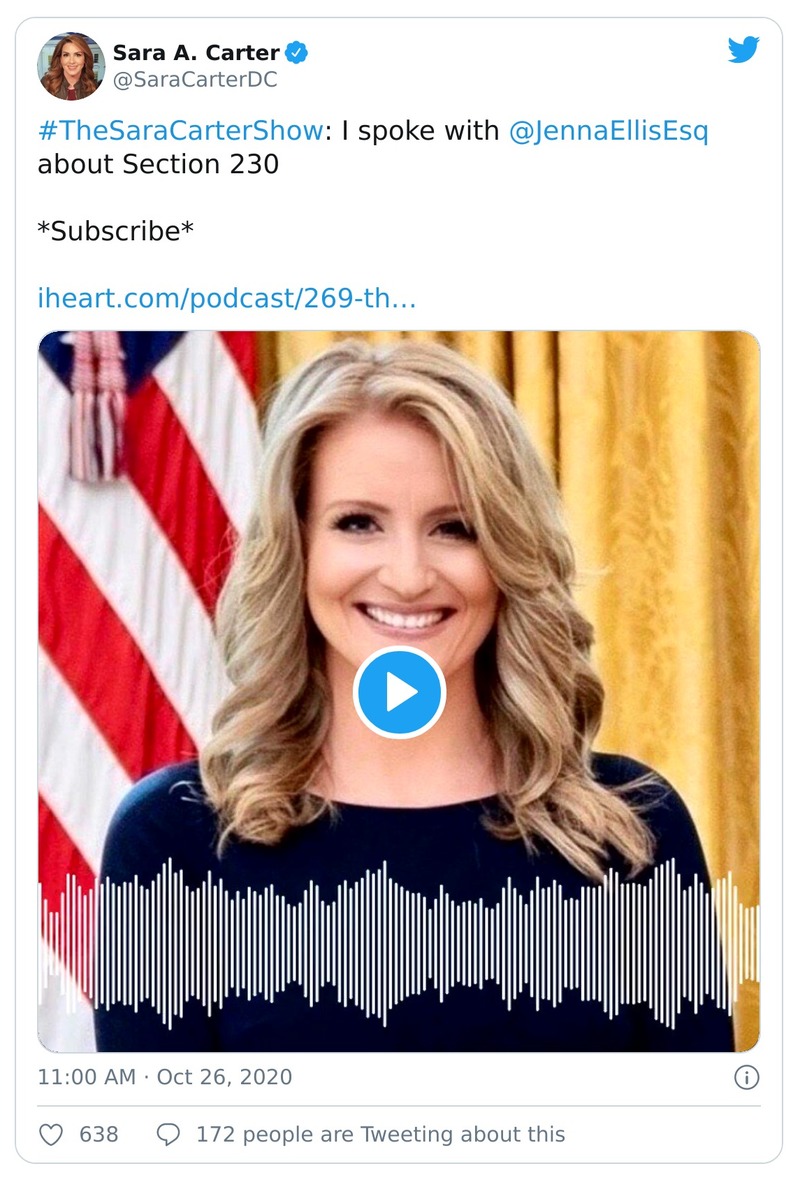 Sara A. Carter
@SaraCarterDC
#TheSaraCarterShow: I spoke with @JennaEllisEsq
about Section 230
*Subscribe*
iheart.com/podcast/269-th…
11:00 AM · Oct 26, 2020
638 172 people are Tweeting about this